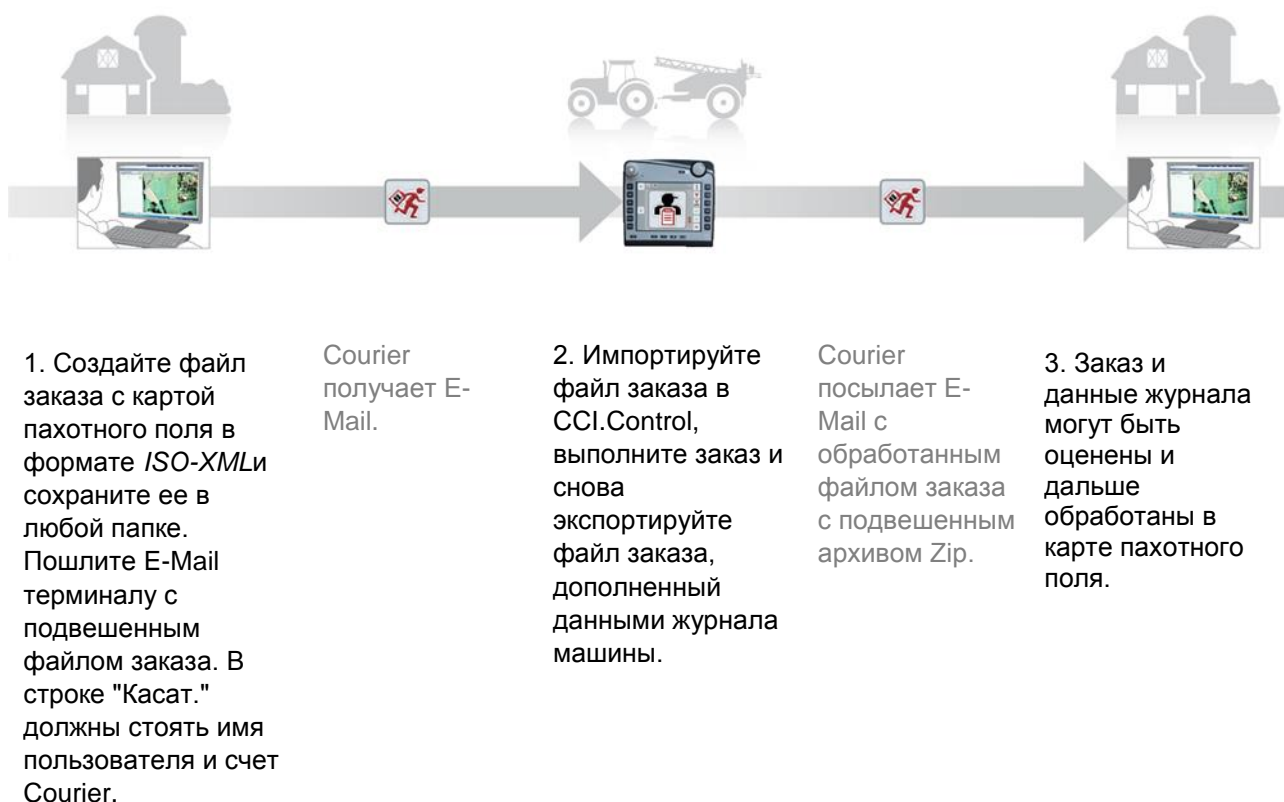 1. Создайте файл
заказа с картой
пахотного поля в
формате ISO-XMLи
сохраните ее в
любой папке.
Пошлите E-Mail
терминалу с
подвешенным
файлом заказа. В
строке "Касат."
должны стоять имя
пользователя и счет
Courier.
Courier
получает E-
Mail.
2. Импортируйте
файл заказа в
CCI.Control,
выполните заказ и
снова
экспортируйте
файл заказа,
дополненный
данными журнала
машины.
Courier
посылает E-
Mail с
обработанным
файлом заказа
с подвешенным
архивом Zip.
3. Заказ и
данные журнала
могут быть
оценены и
дальше
обработаны в
карте пахотного
поля.